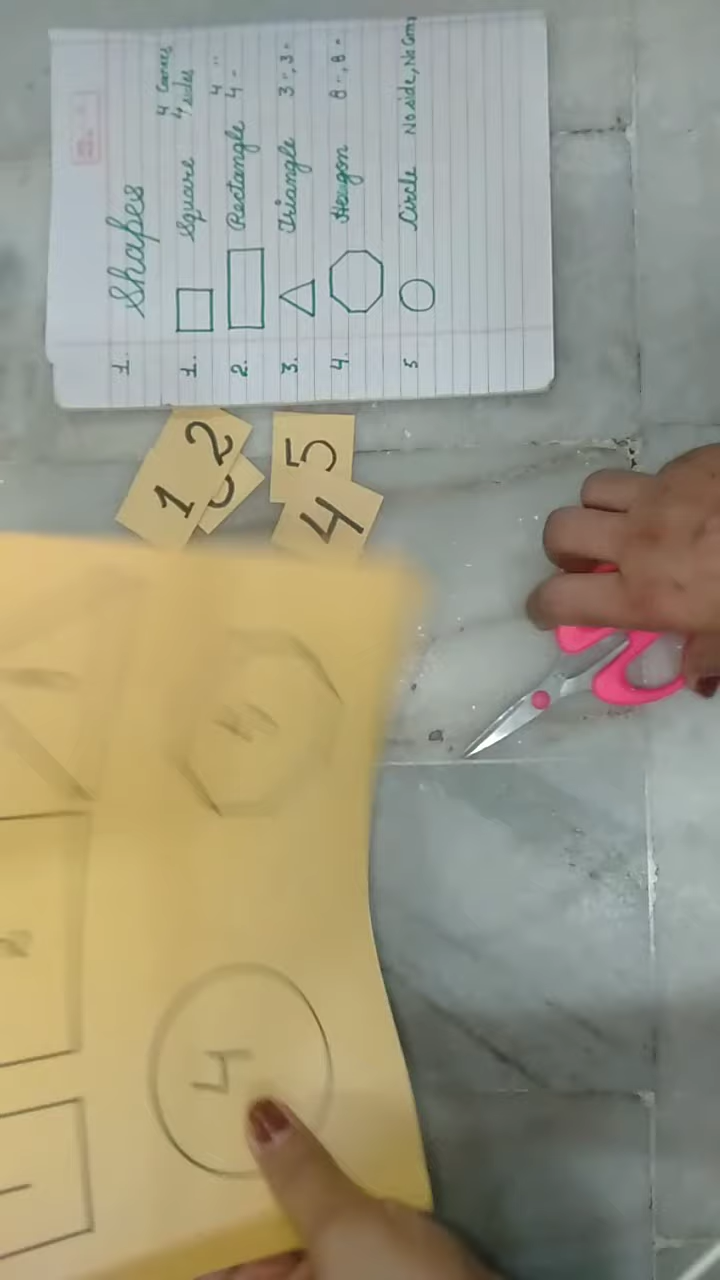 1. Shapes
1. Square 4 Corners
4 sides
2. Rectangle 4 "
4 "
3. Triangle 3 ", 3 "
4. Hexagon 8 ", 8 "
5 Circle No side, No
1
2
5
4
4